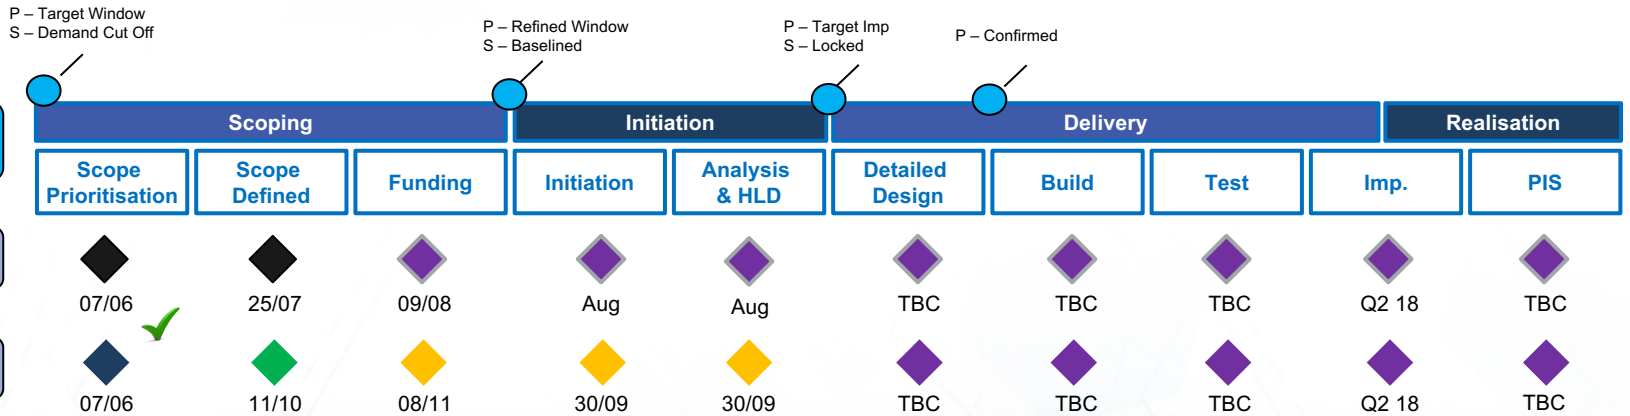 P – Target Window
S – Demand Cut Off
P – Refined Window
S – Baselined
P – Target Imp
S – Locked
P – Confirmed
Scoping
Initiation
Delivery
Realisation
Scope
Prioritisation
Scope
Defined
Funding
Initiation
Analysis
& HLD
Detailed
Design
Build
Test
Imp.
PIS
07/06
25/07
09/08
Aug
Aug
TBC
TBC
TBC
Q2 18
TBC
07/06
11/10
08/11
30/09
30/09
TBC
TBC
TBC
Q2 18
TBC